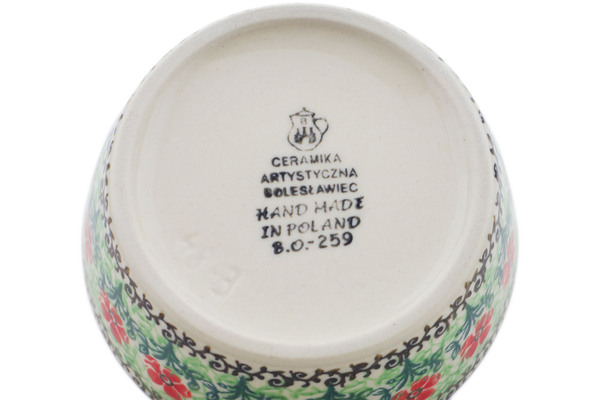 CERAMIKA
ARTYSTYCZNA
BOLESŁAWIEC
HAND MADE
IN POLAND
B.O.-259